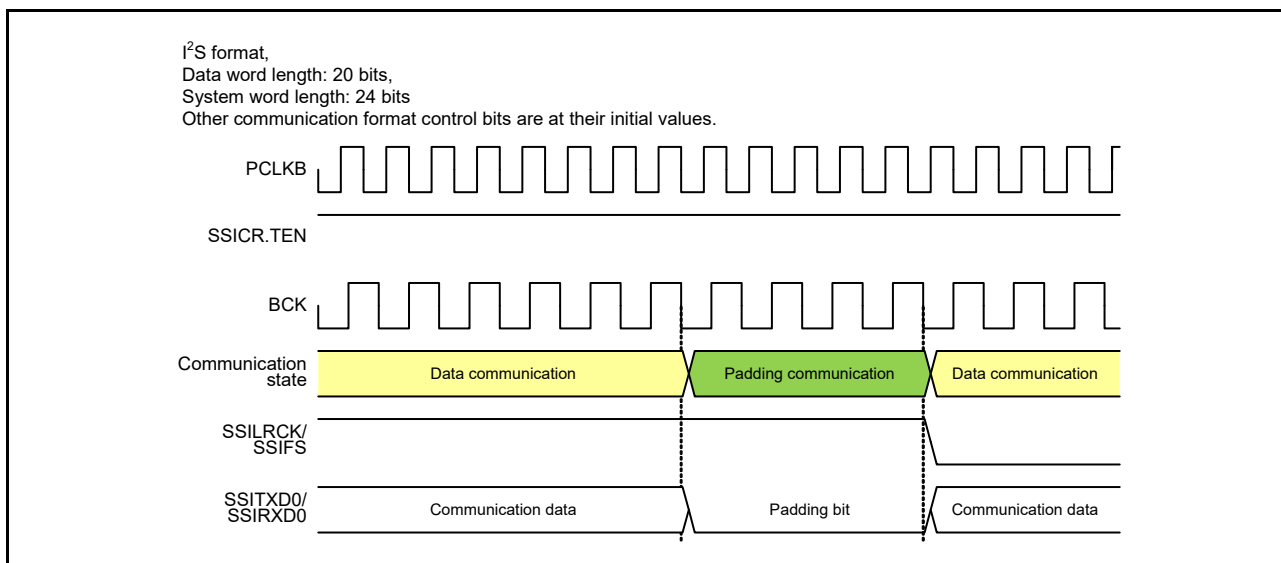 I²S format,
Data word length: 20 bits,
System word length: 24 bits
Other communication format control bits are at their initial values.
PCLKB
SSICR.TEN
BCK
Communication
state
Data communication
Padding communication
Data communication
SSILRCK/
SSIFS
SSITXD0/
SSIRXD0
Communication data
Padding bit
Communication data